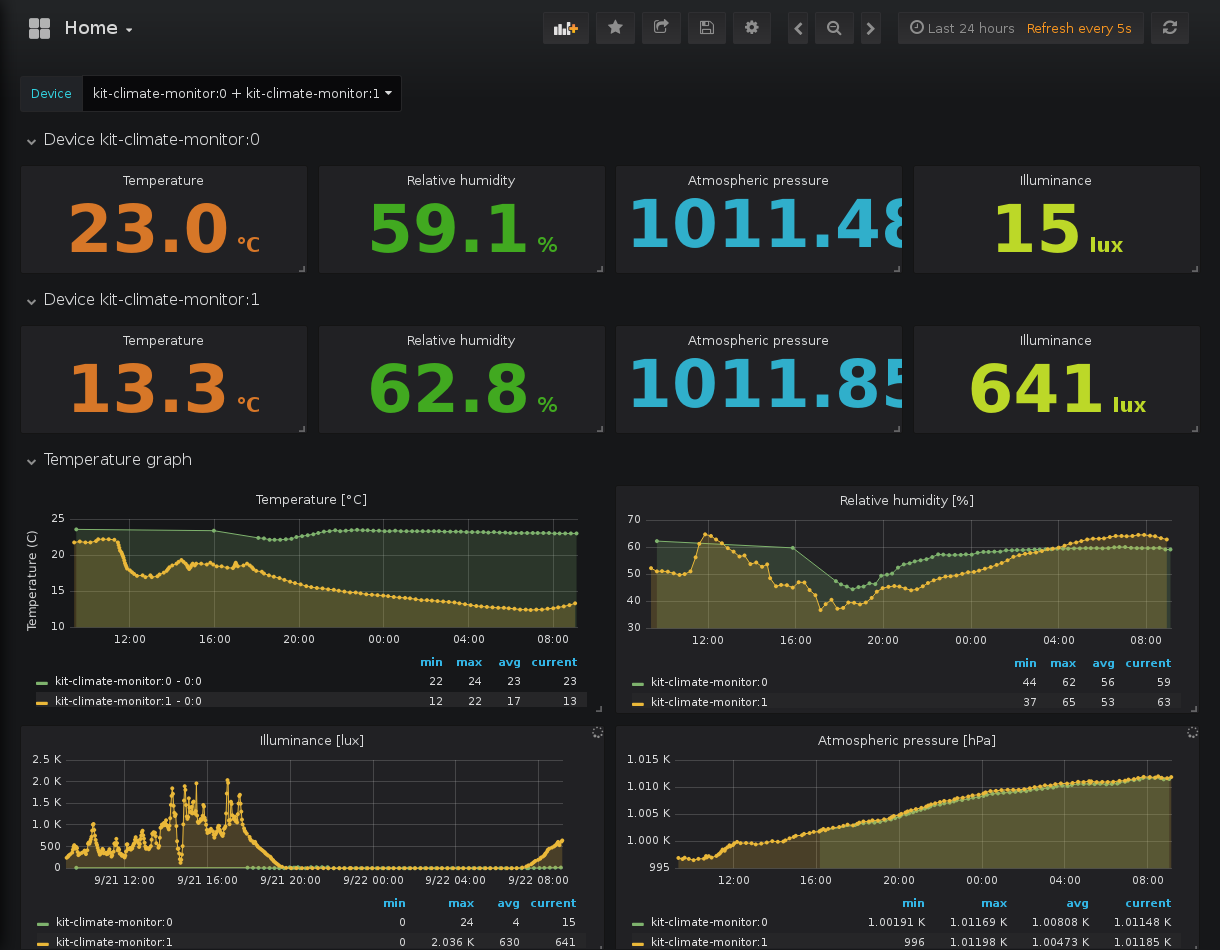 Home
Last 24 hours Refresh every 5s
Device kit-climate-monitor:0 + kit-climate-monitor:1
Device kit-climate-monitor:0
Temperature Relative humidity Atmospheric pressure Illuminance
23.0 °C 59.1 % 1011.48 15 lux
Device kit-climate-monitor:1
Temperature Relative humidity Atmospheric pressure Illuminance
13.3 °C 62.8 % 1011.85 641 lux
Temperature graph
Temperature [°C]
Temperature (C)
25
20
15
10
12:00 16:00 20:00 00:00 04:00 08:00
min max avg current
kit-climate-monitor:0 - 0:0 22 24 23 23
kit-climate-monitor:1 - 0:0 12 22 17 13
Relative humidity [%]
70
60
50
40
30
12:00 16:00 20:00 00:00 04:00 08:00
min max avg current
kit-climate-monitor:0 44 62 56 59
kit-climate-monitor:1 37 65 53 63
Illuminance [lux]
2.5 K
2.0 K
1.5 K
1.0 K
500
0
9/21 12:00 9/21 16:00 9/21 20:00 9/22 00:00 9/22 04:00 9/22 08:00
min max avg current
kit-climate-monitor:0 0 24 4 15
kit-climate-monitor:1 0 2.036 K 630 641
Atmospheric pressure [hPa]
1.015 K
1.010 K
1.005 K
1.000 K
995
12:00 16:00 20:00 00:00 04:00 08:00
min max avg current
kit-climate-monitor:0 1.00191 K 1.01169 K 1.00808 K 1.01148 K
kit-climate-monitor:1 996 1.01198 K 1.00473 K 1.01185 K